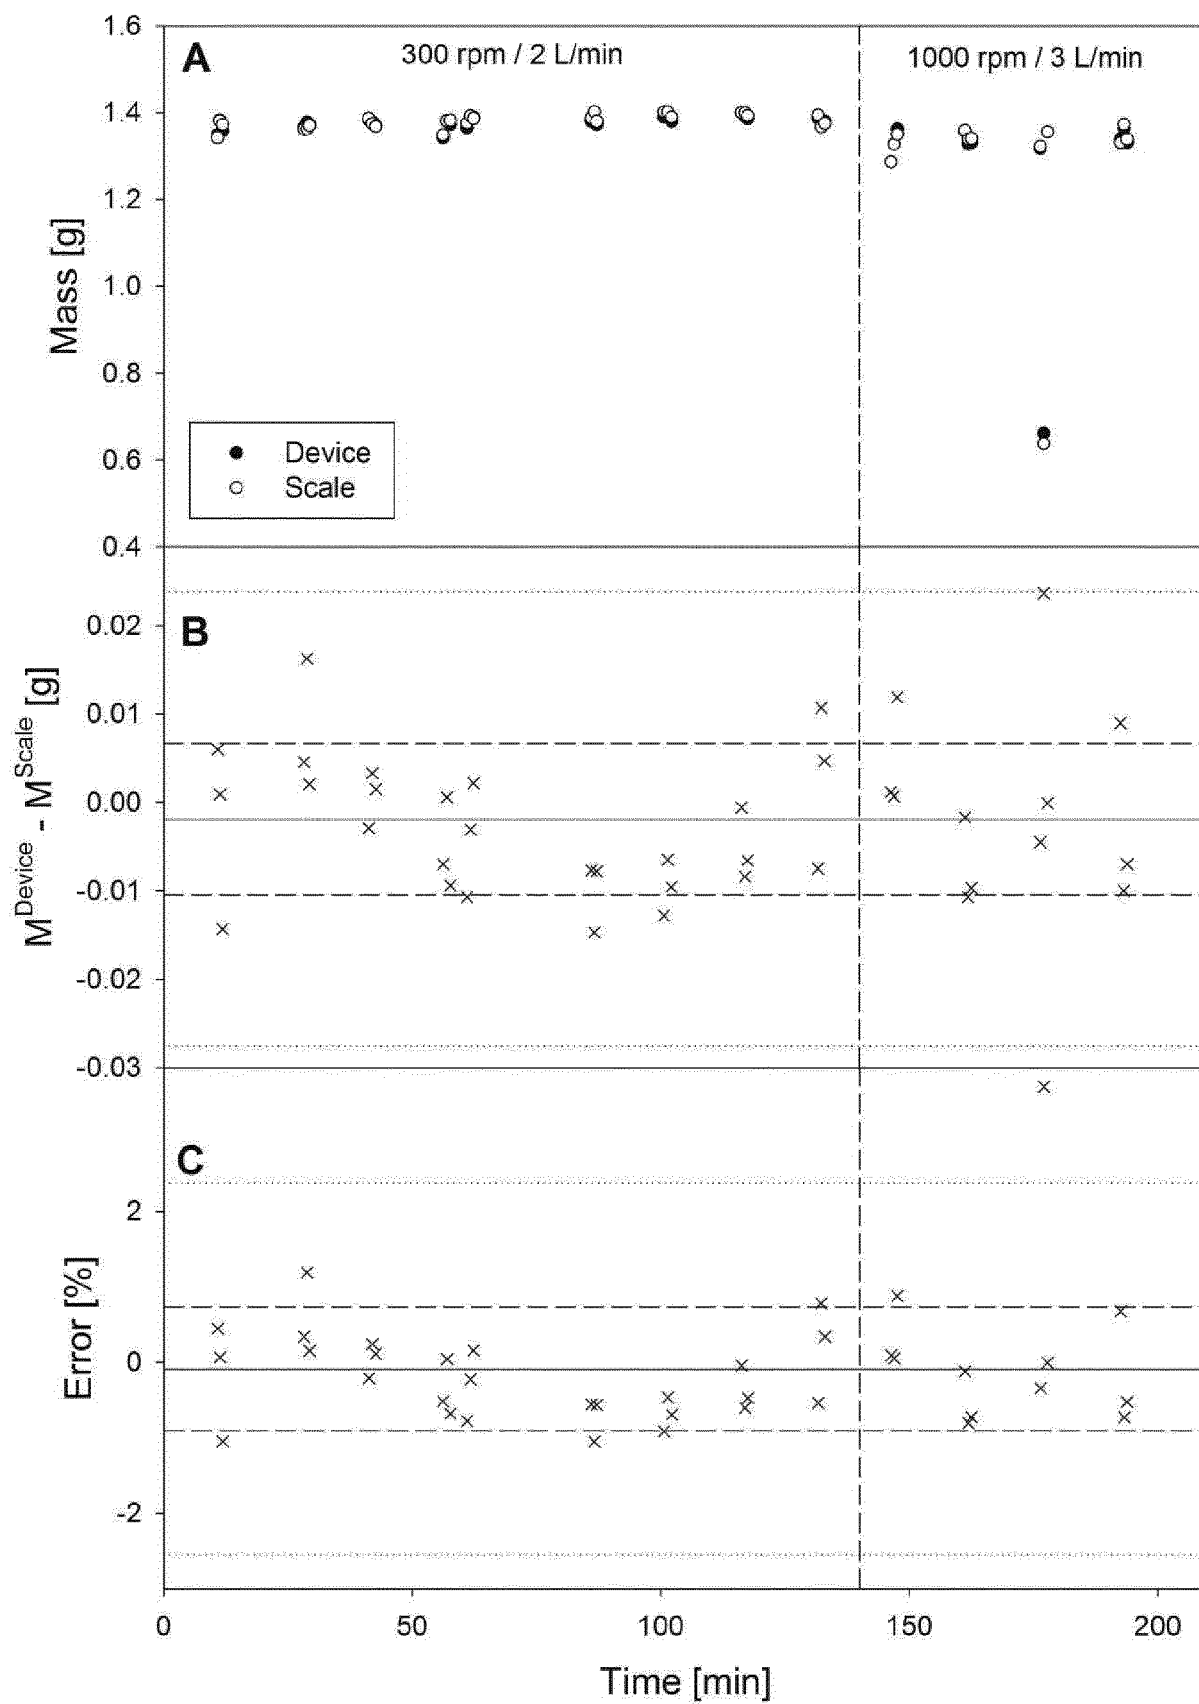 1.6
A
300 rpm / 2 L/min
1000 rpm / 3 L/min
1.4
1.2
1.0
0.8
0.6
0.4
Mass [g]
Device
Scale
B
0.02
0.01
0.00
-0.01
-0.02
-0.03
M^Device - M^Scale [g]
C
2
0
-2
Error [%]
0 50 100 150 200
Time [min]